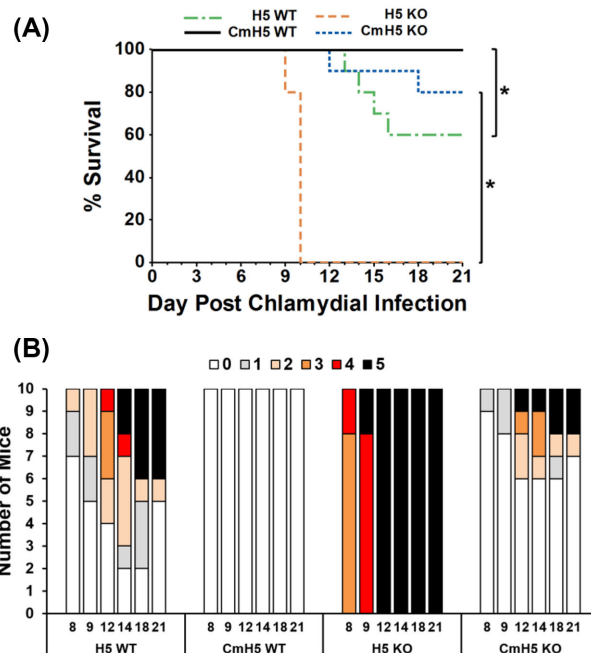 (A)
H5 WT
H5 KO
CmH5 WT
CmH5 KO
100
80
60
40
20
0
% Survival
*
*
0 3 6 9 12 15 18 21
Day Post Chlamydial Infection
(B)
0 1 2 3 4 5
10
9
8
7
6
5
4
3
2
1
0
Number of Mice
8 9 12 14 18 21 8 9 12 14 18 21 8 9 12 14 18 21 8 9 12 14 18 21
H5 WT CmH5 WT H5 KO CmH5 KO